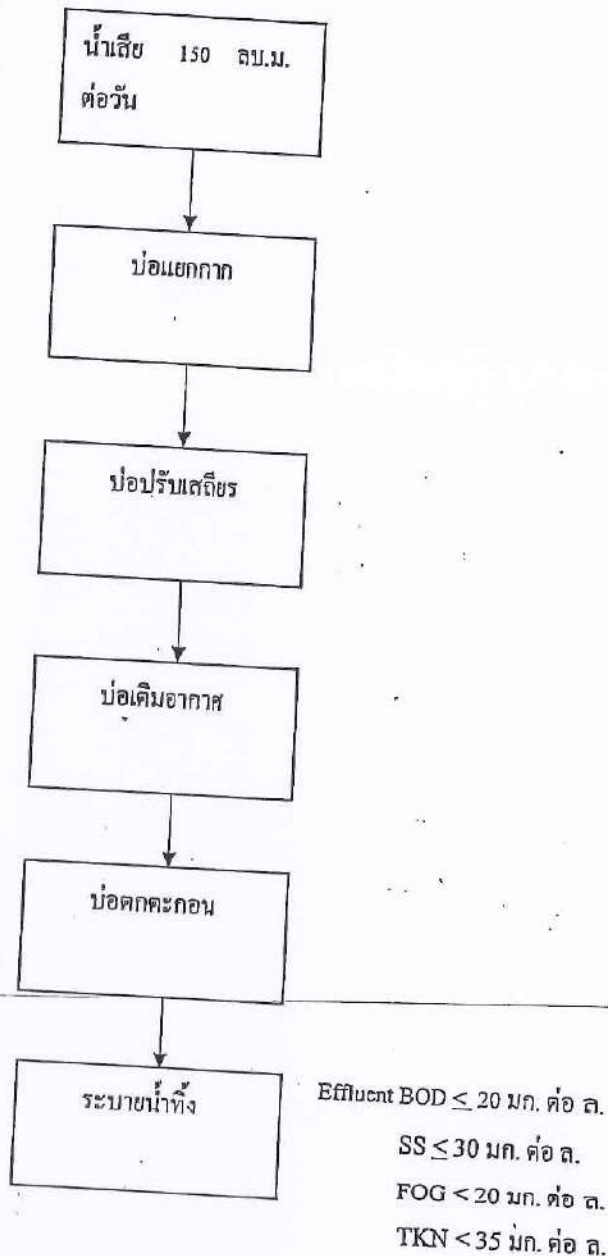 น้ำเสีย 150 ลบ.ม.
ต่อวัน
บ่อแยกกาก
บ่อปรับเสถียร
บ่อเติมอากาศ
บ่อตกตะกอน
ระบายน้ำทิ้ง
Effluent BOD ≤ 20 มก. ต่อ ล.
SS ≤ 30 มก. ต่อ ล.
FOG < 20 มก. ต่อ ล.
TKN < 35 มก. ต่อ ล.